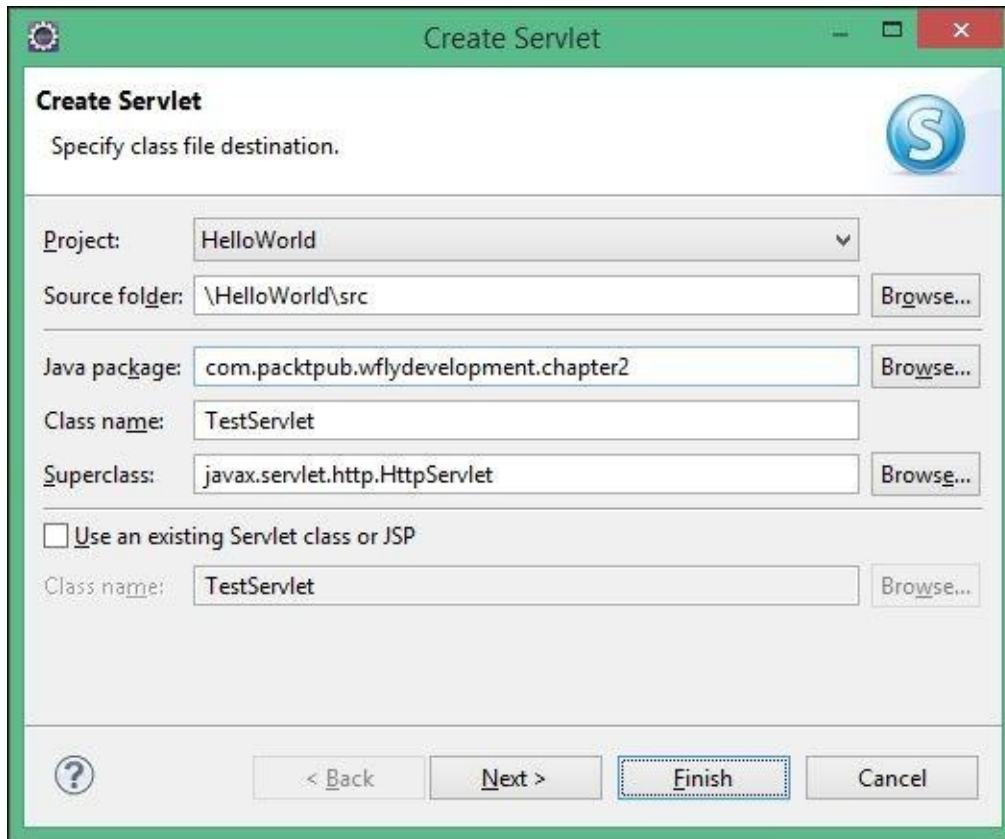 Create Servlet
Create Servlet
Specify class file destination.
S
Project: HelloWorld
Source folder: \HelloWorld\src Browse...
Java package: com.packtpub.wflydevelopment.chapter2 Browse...
Class name: TestServlet
Superclass: javax.servlet.http.HttpServlet Browse...
Use an existing Servlet class or JSP
Class name: TestServlet Browse...
? < Back Next > Finish Cancel